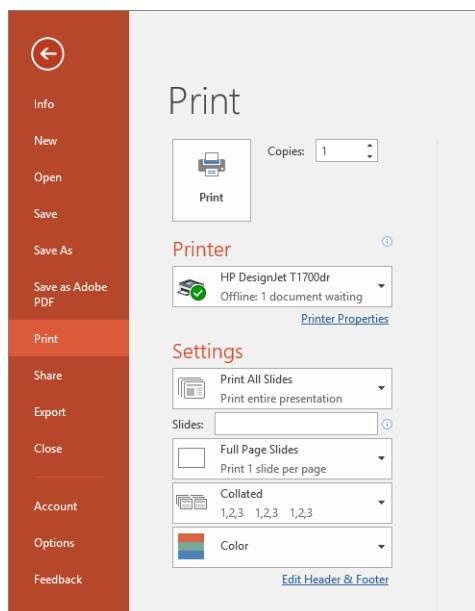 Info
New
Open
Save
Save As
Save as Adobe
PDF
Print
Share
Export
Close
Account
Options
Feedback
Print
Print
Copies: 1
Printer
HP DesignJet T1700dr
Offline: 1 document waiting
Printer Properties
Settings
Print All Slides
Print entire presentation
Slides:
Full Page Slides
Print 1 slide per page
Collated
1,2,3 1,2,3 1,2,3
Color
Edit Header & Footer